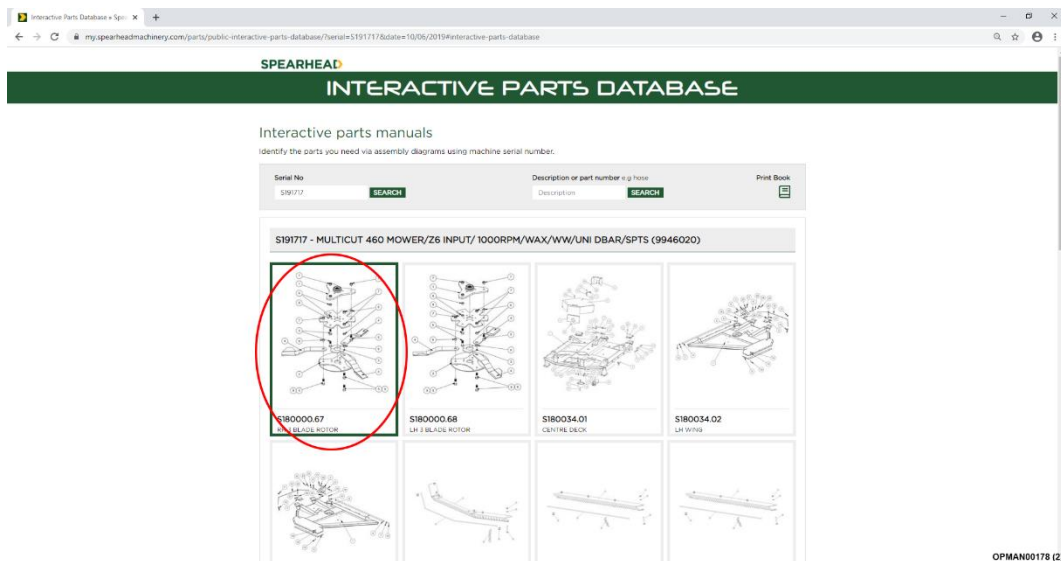 Interactive Parts Database • Spe
my.spearheadmachinery.com/parts/public-interactive-parts-database/?serial=S191717&date=10/06/2019#interactive-parts-database
SPEARHEAD
INTERACTIVE PARTS DATABASE
Interactive parts manuals
Identify the parts you need via assembly diagrams using machine serial number.
Serial No
Description or part number e.g hose
Print Book
S191717
SEARCH
Description
SEARCH
S191717 - MULTICUT 460 MOWER/Z6 INPUT/ 1000RPM/WAX/WW/UNI DBAR/SPTS (9946020)
S180000.67
RH 3 BLADE ROTOR
S180000.68
LH 3 BLADE ROTOR
S180034.01
CENTRE DECK
S180034.02
LH WING
OPMAN00178 (2